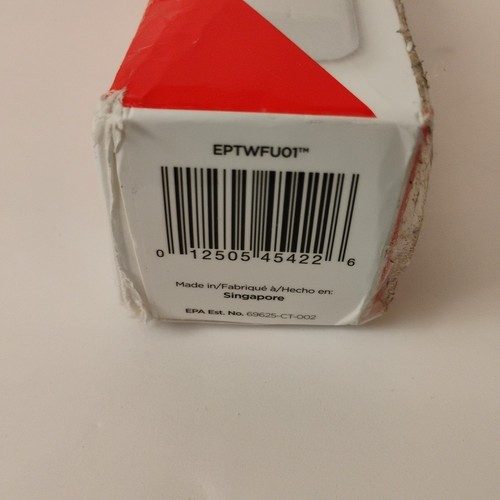 EPTWFU01™
0 12505 45422 6
Made in/Fabriqué à/Hecho en:
Singapore
EPA Est. No. 69625-CT-002